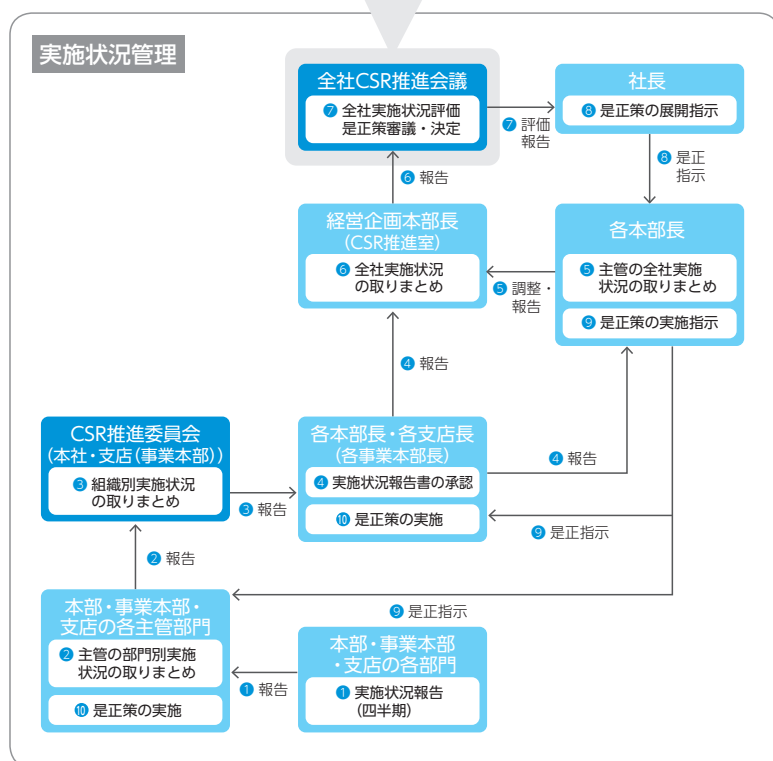 実施状況管理
全社CSR推進会議
❼ 全社実施状況評価
是正策審議・決定
❼ 評価
報告
社長
❽ 是正策の展開指示
❽ 是正
指示
❻ 報告
経営企画本部長
(CSR推進室)
❻ 全社実施状況
の取りまとめ
❺ 調整・
報告
各本部長
❺ 主管の全社実施
状況の取りまとめ
❾ 是正策の実施指示
❹ 報告
CSR推進委員会
(本社・支店(事業本部))
❸ 組織別実施状況
の取りまとめ
❸ 報告
各本部長・各支店長
(各事業本部長)
❹ 実施状況報告書の承認
❿ 是正策の実施
❹ 報告
❾ 是正指示
❷ 報告
❾ 是正指示
本部・事業本部・
支店の各主管部門
❷ 主管の部門別実施
状況の取りまとめ
❿ 是正策の実施
❶ 報告
本部・事業本部
・支店の各部門
❶ 実施状況報告
(四半期)